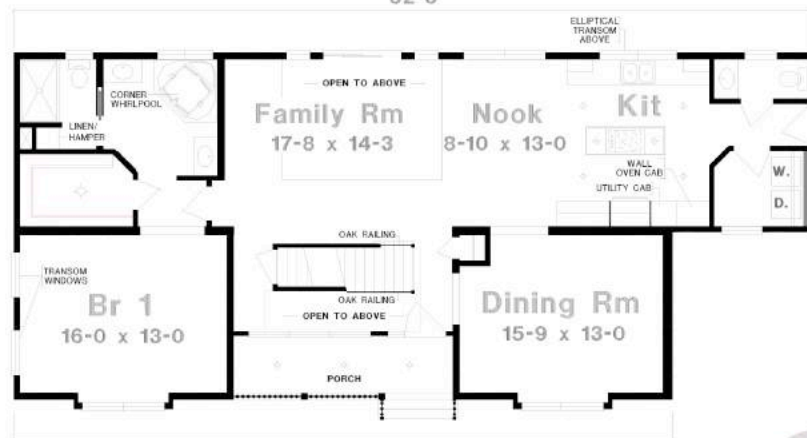 ELLIPTICAL
TRANSOM
ABOVE
OPEN TO ABOVE
CORNER
WHIRLPOOL
Family Rm
17-8 x 14-3
Nook
8-10 x 13-0
Kit
LINEN/
HAMPER
WALL
OVEN CAB
UTILITY CAB
W.
D.
OAK RAILING
TRANSOM
WINDOWS
Br 1
16-0 x 13-0
OAK RAILING
OPEN TO ABOVE
Dining Rm
15-9 x 13-0
PORCH